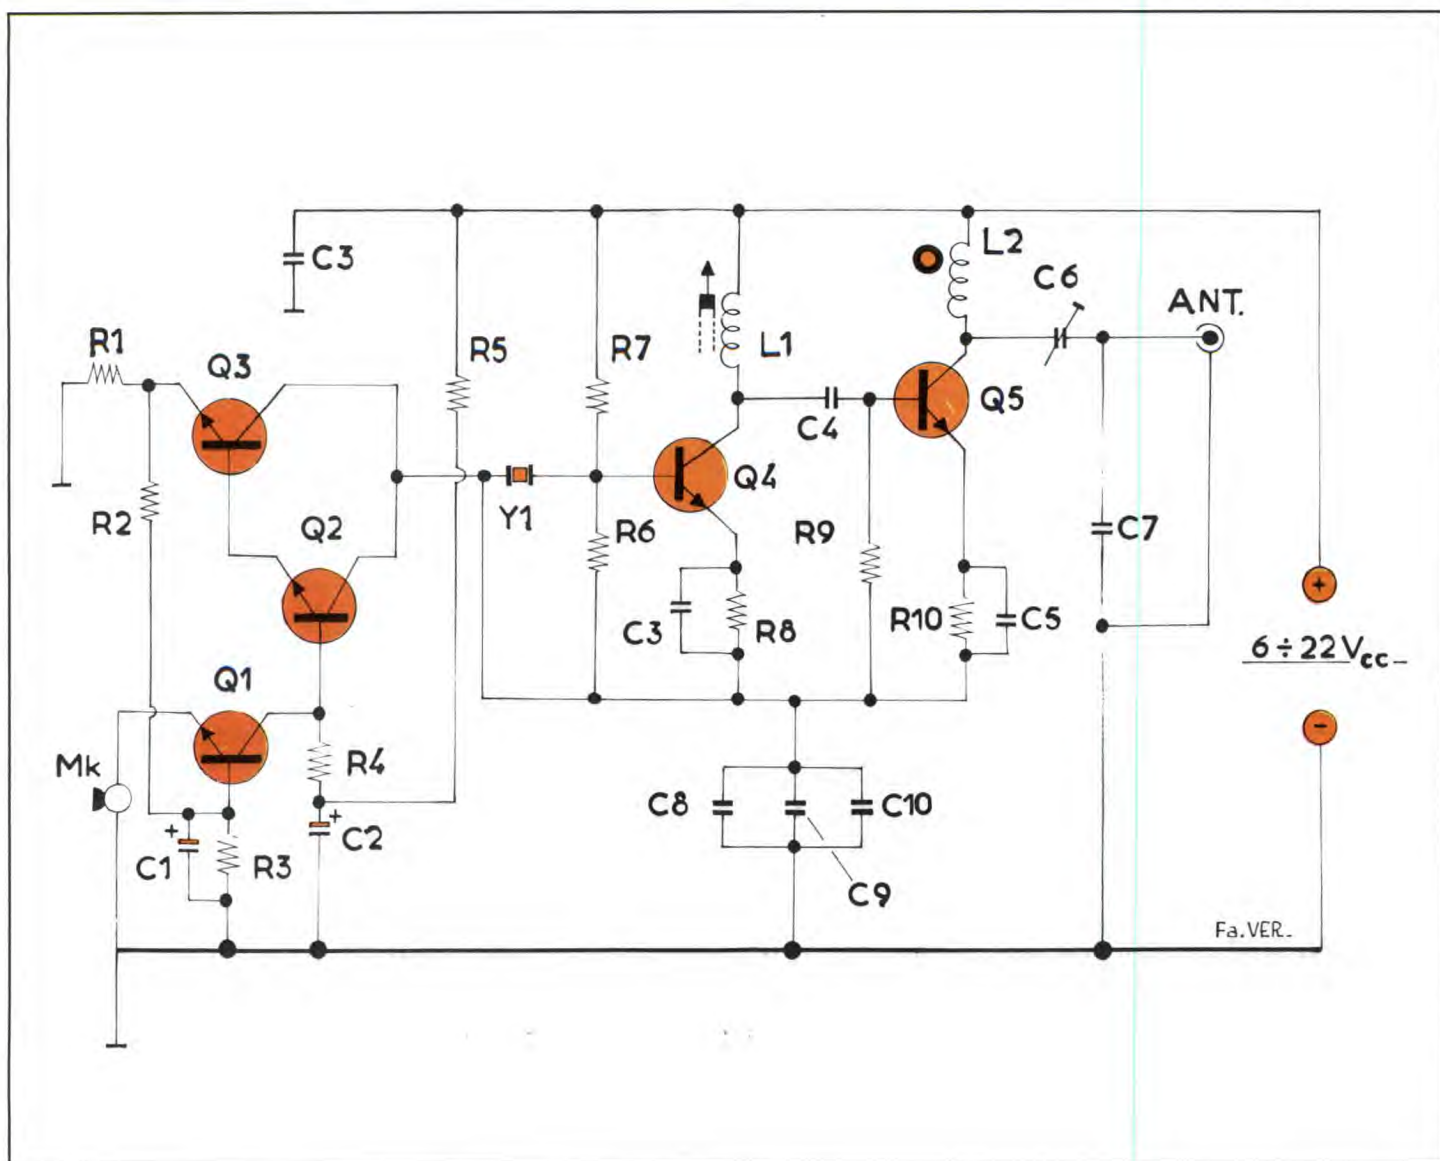 L2
C3
C6
ANT.
R1
Q3
R5
R7
L1
Q5
C4
Q4
R2
Y1
R6
R9
C7
Q2
+
C3
R8
R10
C5
6÷22Vcc
Q1
-
Mk
R4
C8
C10
+
C1
R3
+
C2
C9
Fa.VER.